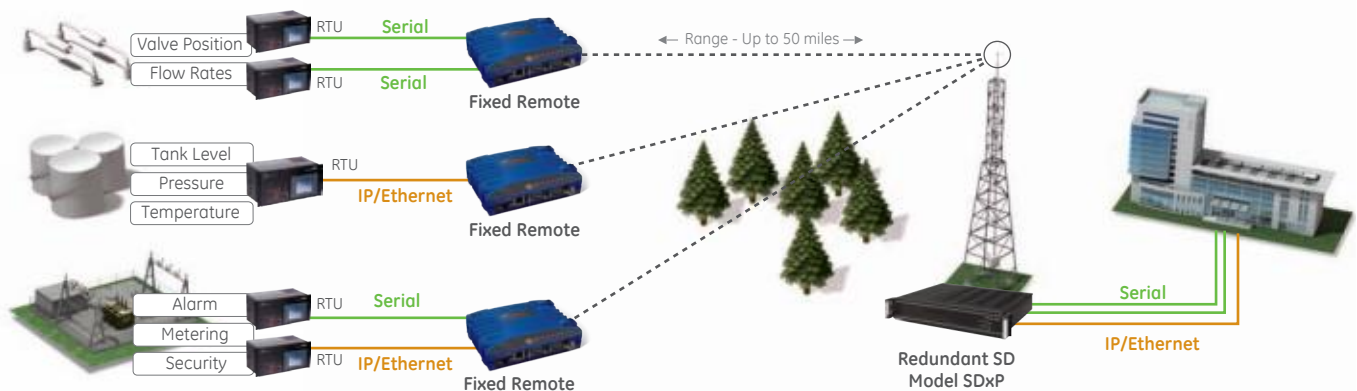 RTU
Serial
Valve Position
Flow Rates
RTU
Serial
Fixed Remote
Range - Up to 50 miles
Tank Level
Pressure
Temperature
RTU
IP/Ethernet
Fixed Remote
Alarm
Metering
Security
RTU
Serial
RTU
IP/Ethernet
Fixed Remote
Serial
IP/Ethernet
Redundant SD
Model SDxP